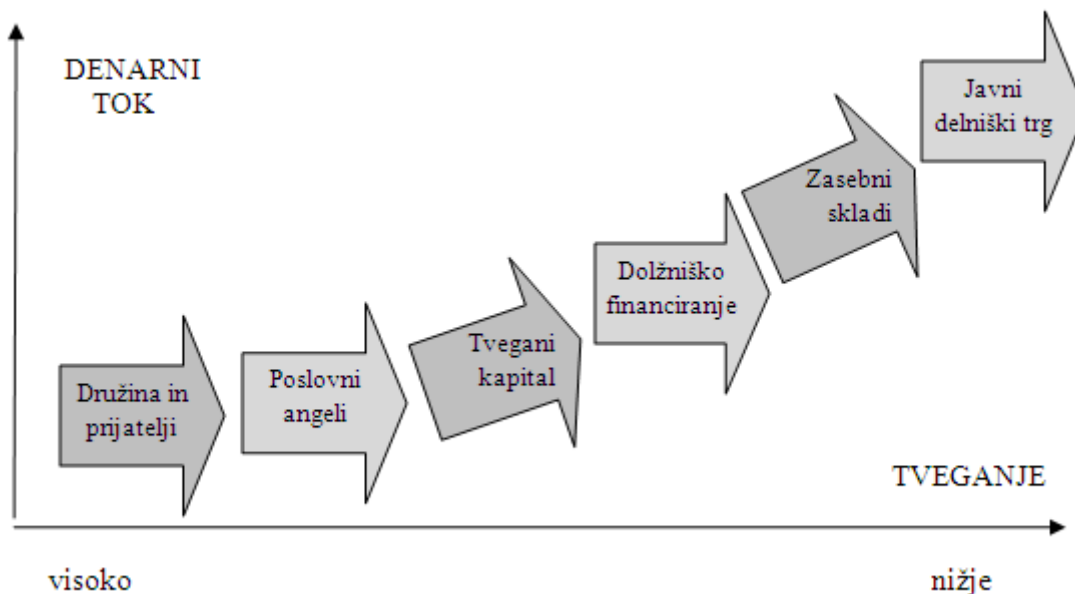 DENARNI
TOK
Družina in
prijatelji
Poslovni
angeli
Tvegani
kapital
Dolžniško
financiranje
Zasebni
skladi
Javni
delniški trg
TVEGANJE
visoko
nižje